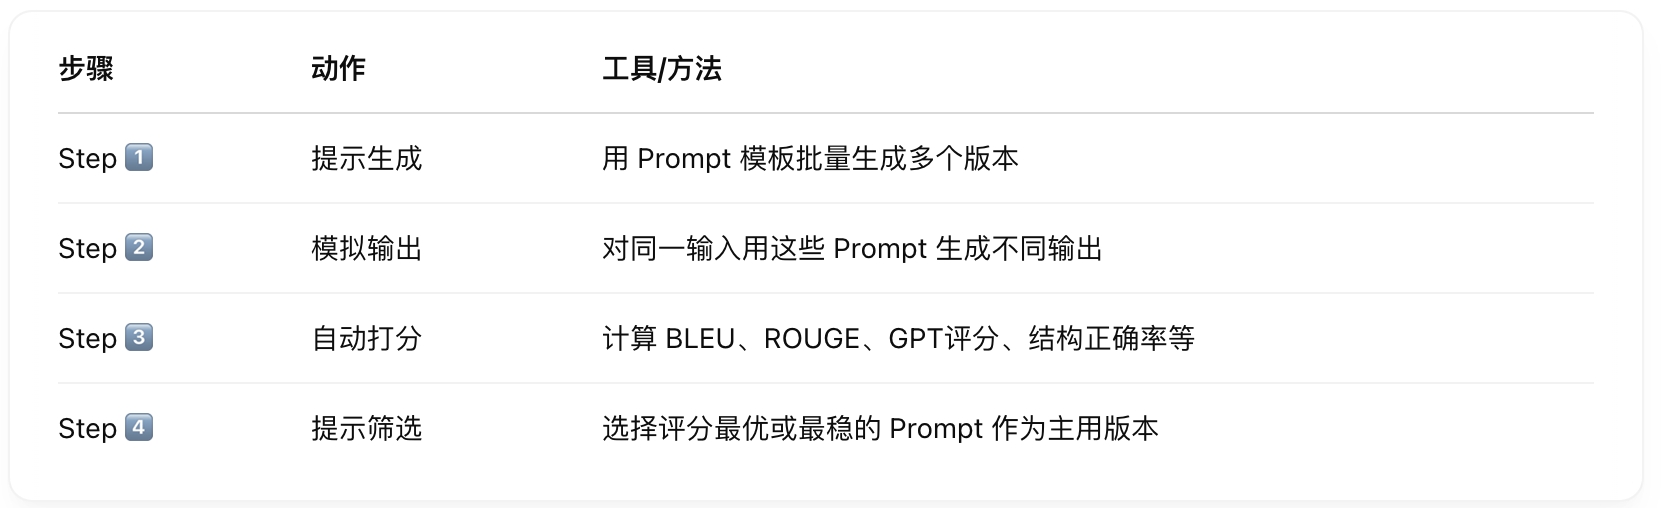 步骤 动作 工具/方法
Step 1️⃣ 提示生成 用 Prompt 模板批量生成多个版本
Step 2️⃣ 模拟输出 对同一输入用这些 Prompt 生成不同输出
Step 3️⃣ 自动打分 计算 BLEU、ROUGE、GPT评分、结构正确率等
Step 4️⃣ 提示筛选 选择评分最优或最稳的 Prompt 作为主用版本